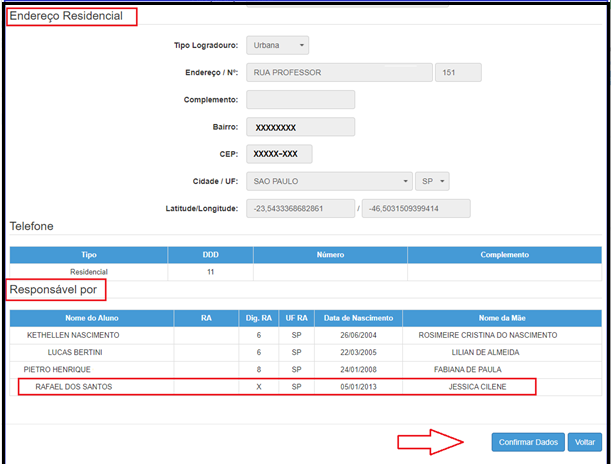 Endereço Residencial
Tipo Logradouro: Urbana
Endereço / Nº: RUA PROFESSOR 151
Complemento:
Bairro: XXXXXXXX
CEP: XXXXX-XXX
Cidade / UF: SAO PAULO SP
Latitude/Longitude: -23,5433368682861 / -46,5031509399414
Telefone
Tipo DDD Número Complemento
Residencial 11
Responsável por
Nome do Aluno RA Dig. RA UF RA Data de Nascimento Nome da Mãe
KETHELLEN NASCIMENTO 6 SP 26/06/2004 ROSIMEIRE CRISTINA DO NASCIMENTO
LUCAS BERTINI 6 SP 22/03/2005 LILIAN DE ALMEIDA
PIETRO HENRIQUE 8 SP 24/01/2008 FABIANA DE PAULA
RAFAEL DOS SANTOS X SP 05/01/2013 JESSICA CILENE
Confirmar Dados Voltar